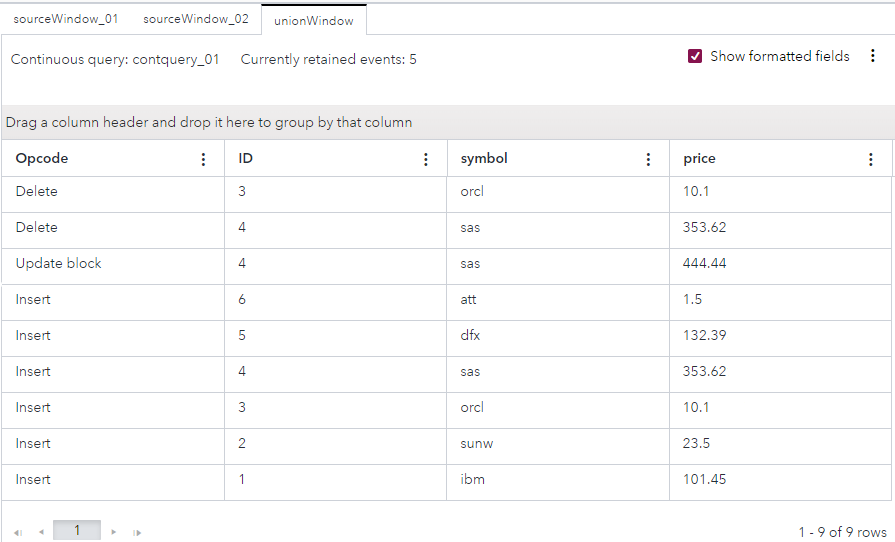 sourceWindow_01 sourceWindow_02 unionWindow
Continuous query: contquery_01 Currently retained events: 5 Show formatted fields
Drag a column header and drop it here to group by that column
Opcode ID symbol price
Delete 3 orcl 10.1
Delete 4 sas 353.62
Update block 4 sas 444.44
Insert 6 att 1.5
Insert 5 dfx 132.39
Insert 4 sas 353.62
Insert 3 orcl 10.1
Insert 2 sunw 23.5
Insert 1 ibm 101.45
1 1 - 9 of 9 rows